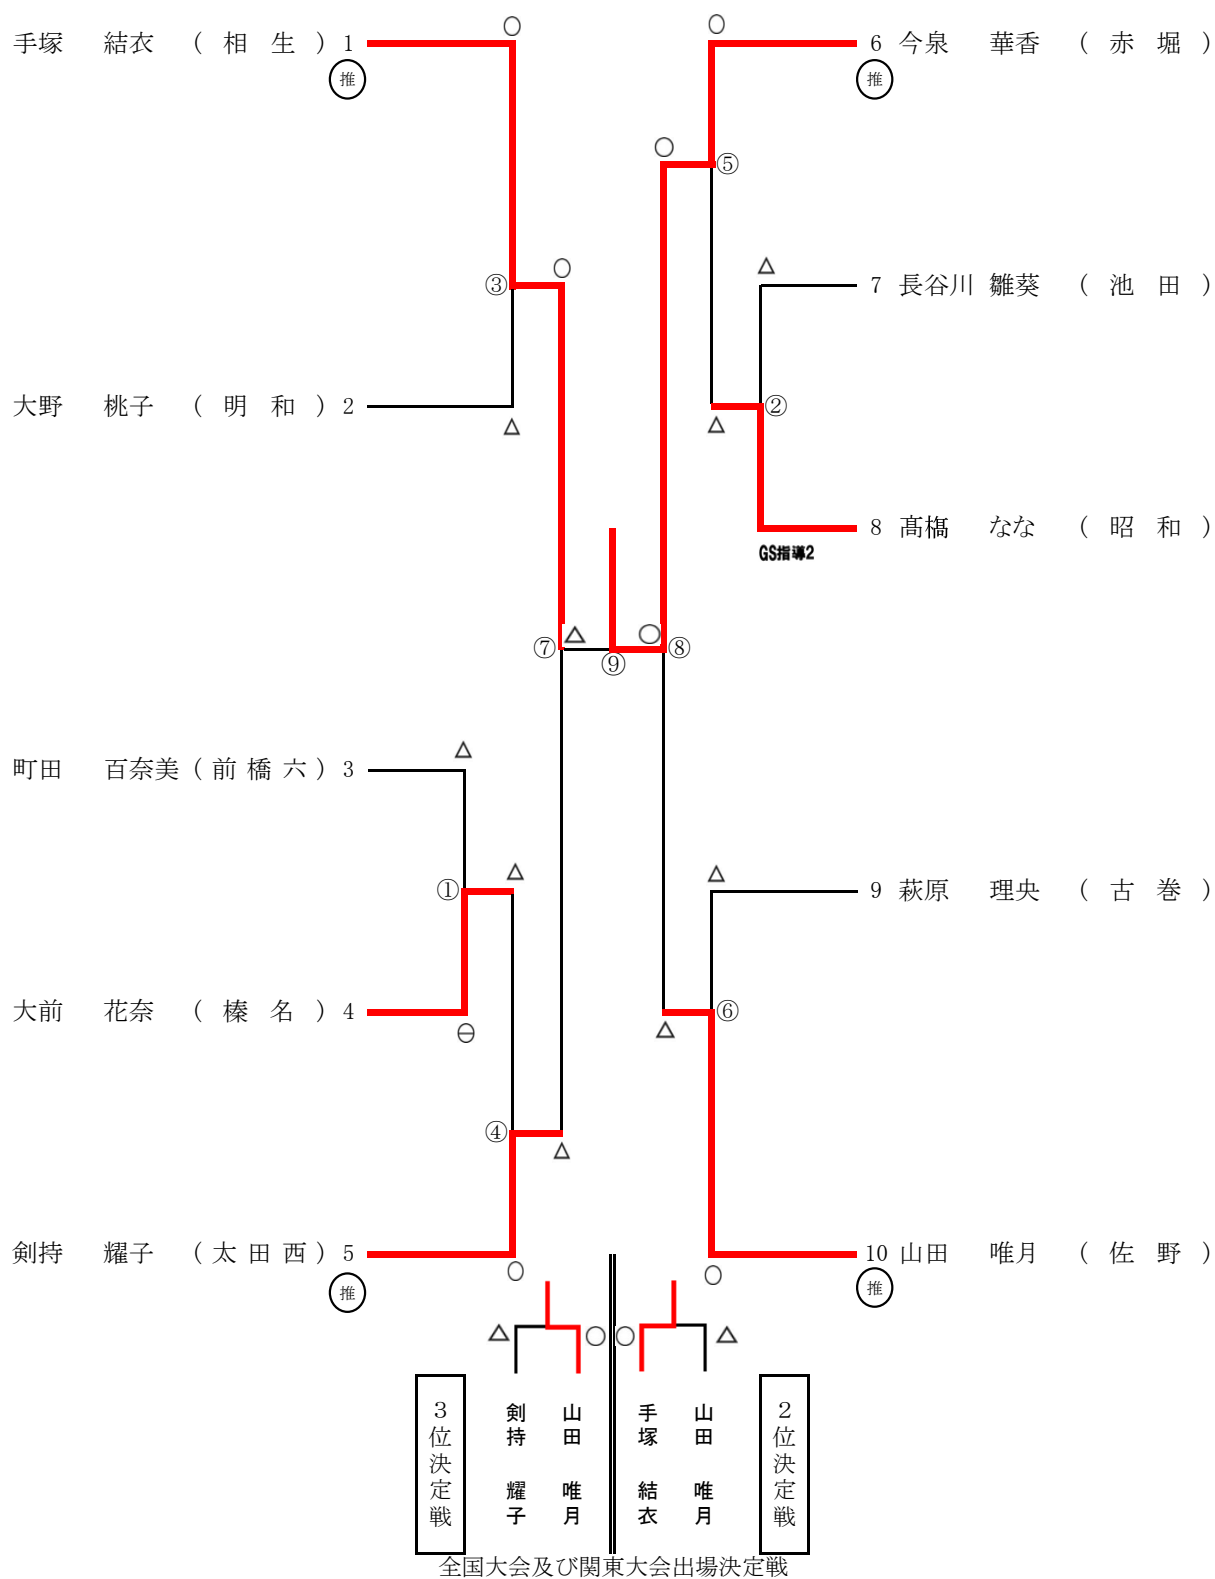 手塚 結衣 ( 相 生 ) 1
推
大野 桃子 ( 明 和 ) 2
町田 百奈美 ( 前 橋 六 ) 3
大前 花奈 ( 榛 名 ) 4
剣持 耀子 ( 太 田 西 ) 5
推
6 今泉 華香 ( 赤 堀 )
推
7 長谷川 雛葵 ( 池 田 )
8 髙檋 なな ( 昭 和 )
GS指導2
9 萩原 理央 ( 古 巻 )
10 山田 唯月 ( 佐 野 )
推
①
②
③
④
⑤
⑥
⑦
⑧
⑨
3位決定戦
剣持 耀子
山田 唯月
手塚 結衣
山田 唯月
2位決定戦
全国大会及び関東大会出場決定戦